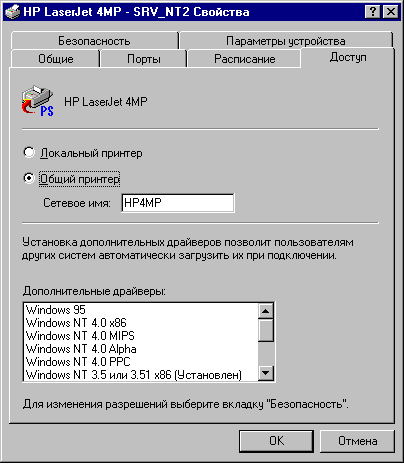 HP LaserJet 4MP - SRV_NT2 Свойства
Безопасность
Параметры устройства
Общие
Порты
Расписание
Доступ
PS
HP LaserJet 4MP
Локальный принтер
Общий принтер
Сетевое имя:
HP4MP
Установка дополнительных драйверов позволит пользователям
других систем автоматически загрузить их при подключении.
Дополнительные драйверы:
Windows 95
Windows NT 4.0 x86
Windows NT 4.0 MIPS
Windows NT 4.0 Alpha
Windows NT 4.0 PPC
Windows NT 3.5 или 3.51 x86 (Установлен)
Для изменения разрешений выберите вкладку "Безопасность".
OK
Отмена